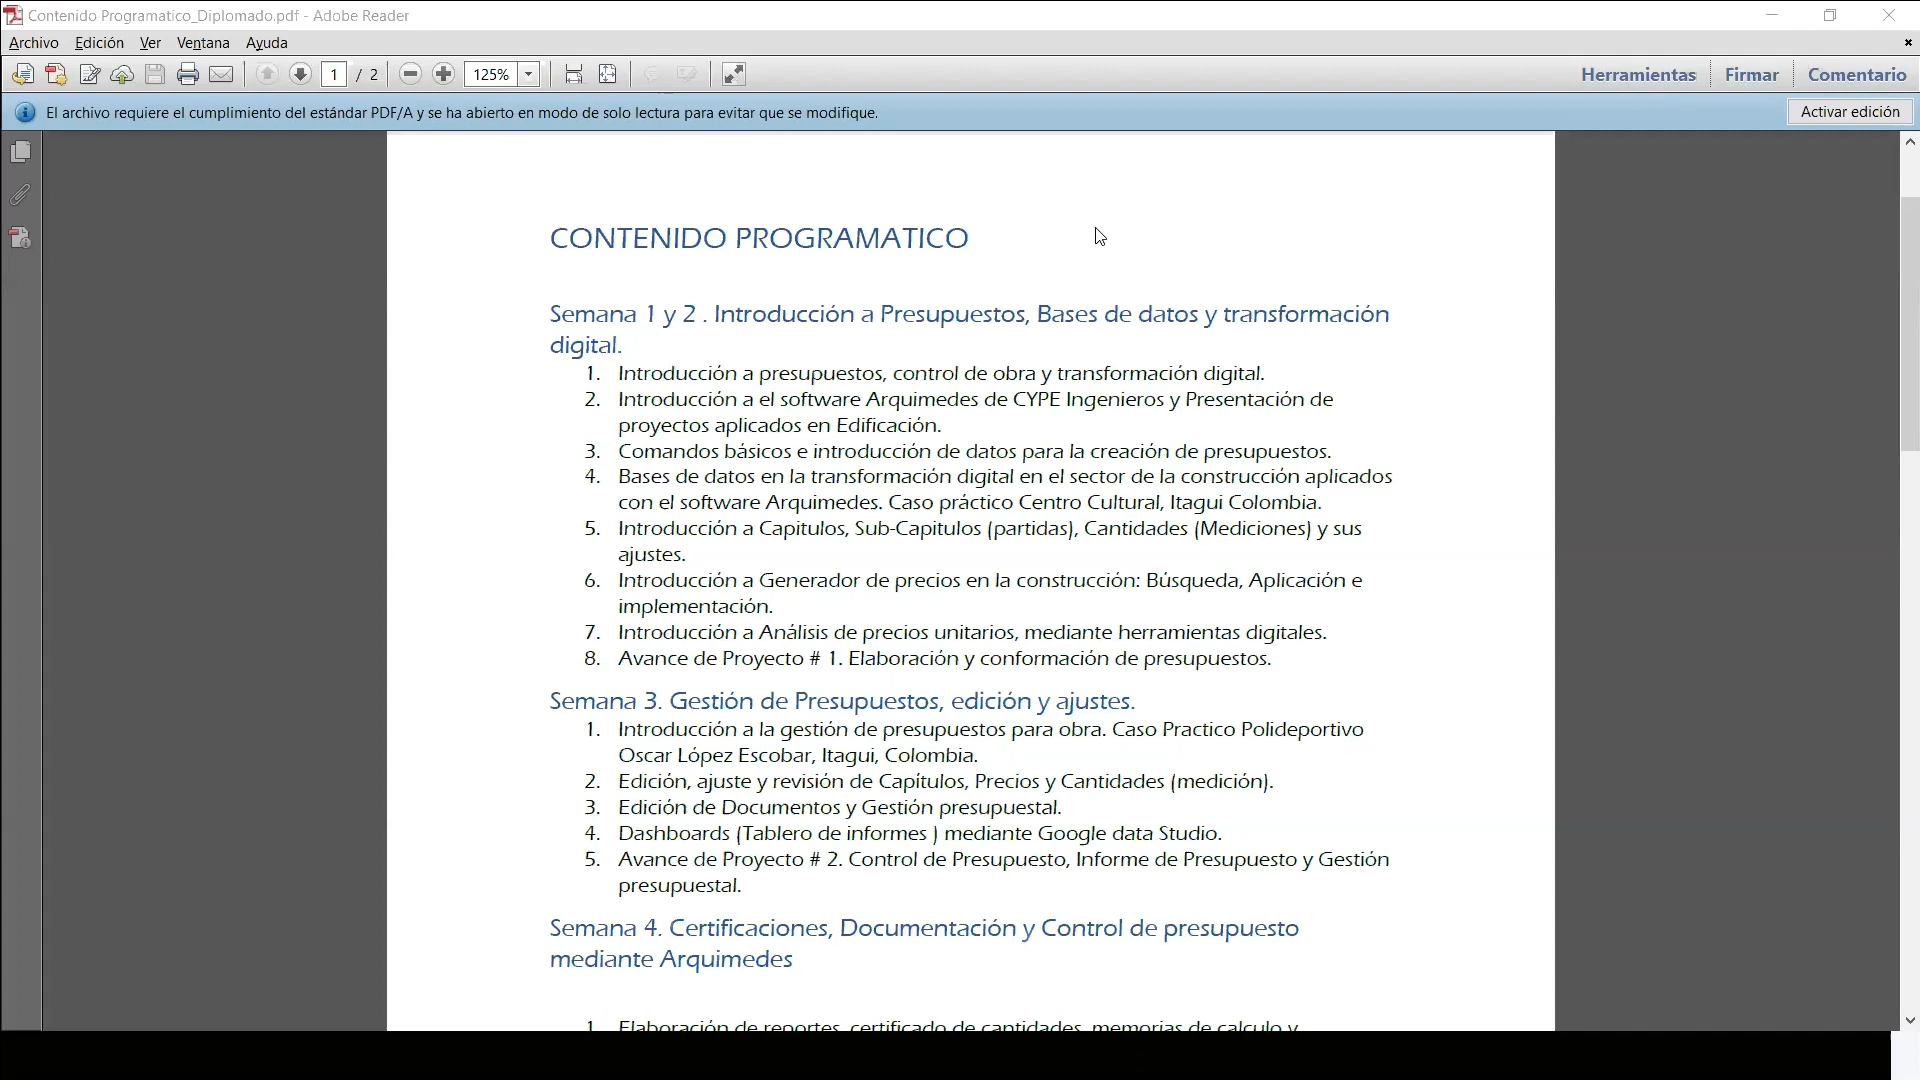 Contenido Programatico_Diplomado.pdf - Adobe Reader
Archivo Edición Ver Ventana Ayuda
1 / 2 125% Herramientas Firmar Comentario
El archivo requiere el cumplimiento del estándar PDF/A y se ha abierto en modo de solo lectura para evitar que se modifique. Activar edición
CONTENIDO PROGRAMATICO
Semana 1 y 2 . Introducción a Presupuestos, Bases de datos y transformación
digital.
1. Introducción a presupuestos, control de obra y transformación digital.
2. Introducción a el software Arquimedes de CYPE Ingenieros y Presentación de
proyectos aplicados en Edificación.
3. Comandos básicos e introducción de datos para la creación de presupuestos.
4. Bases de datos en la transformación digital en el sector de la construcción aplicados
con el software Arquimedes. Caso práctico Centro Cultural, Itagui Colombia.
5. Introducción a Capitulos, Sub-Capitulos (partidas), Cantidades (Mediciones) y sus
ajustes.
6. Introducción a Generador de precios en la construcción: Búsqueda, Aplicación e
implementación.
7. Introducción a Análisis de precios unitarios, mediante herramientas digitales.
8. Avance de Proyecto # 1. Elaboración y conformación de presupuestos.
Semana 3. Gestión de Presupuestos, edición y ajustes.
1. Introducción a la gestión de presupuestos para obra. Caso Practico Polideportivo
Oscar López Escobar, Itagui, Colombia.
2. Edición, ajuste y revisión de Capítulos, Precios y Cantidades (medición).
3. Edición de Documentos y Gestión presupuestal.
4. Dashboards (Tablero de informes ) mediante Google data Studio.
5. Avance de Proyecto # 2. Control de Presupuesto, Informe de Presupuesto y Gestión
presupuestal.
Semana 4. Certificaciones, Documentación y Control de presupuesto
mediante Arquimedes
1. Elaboración de reportes, certificado de cantidades, memorias de calculo y